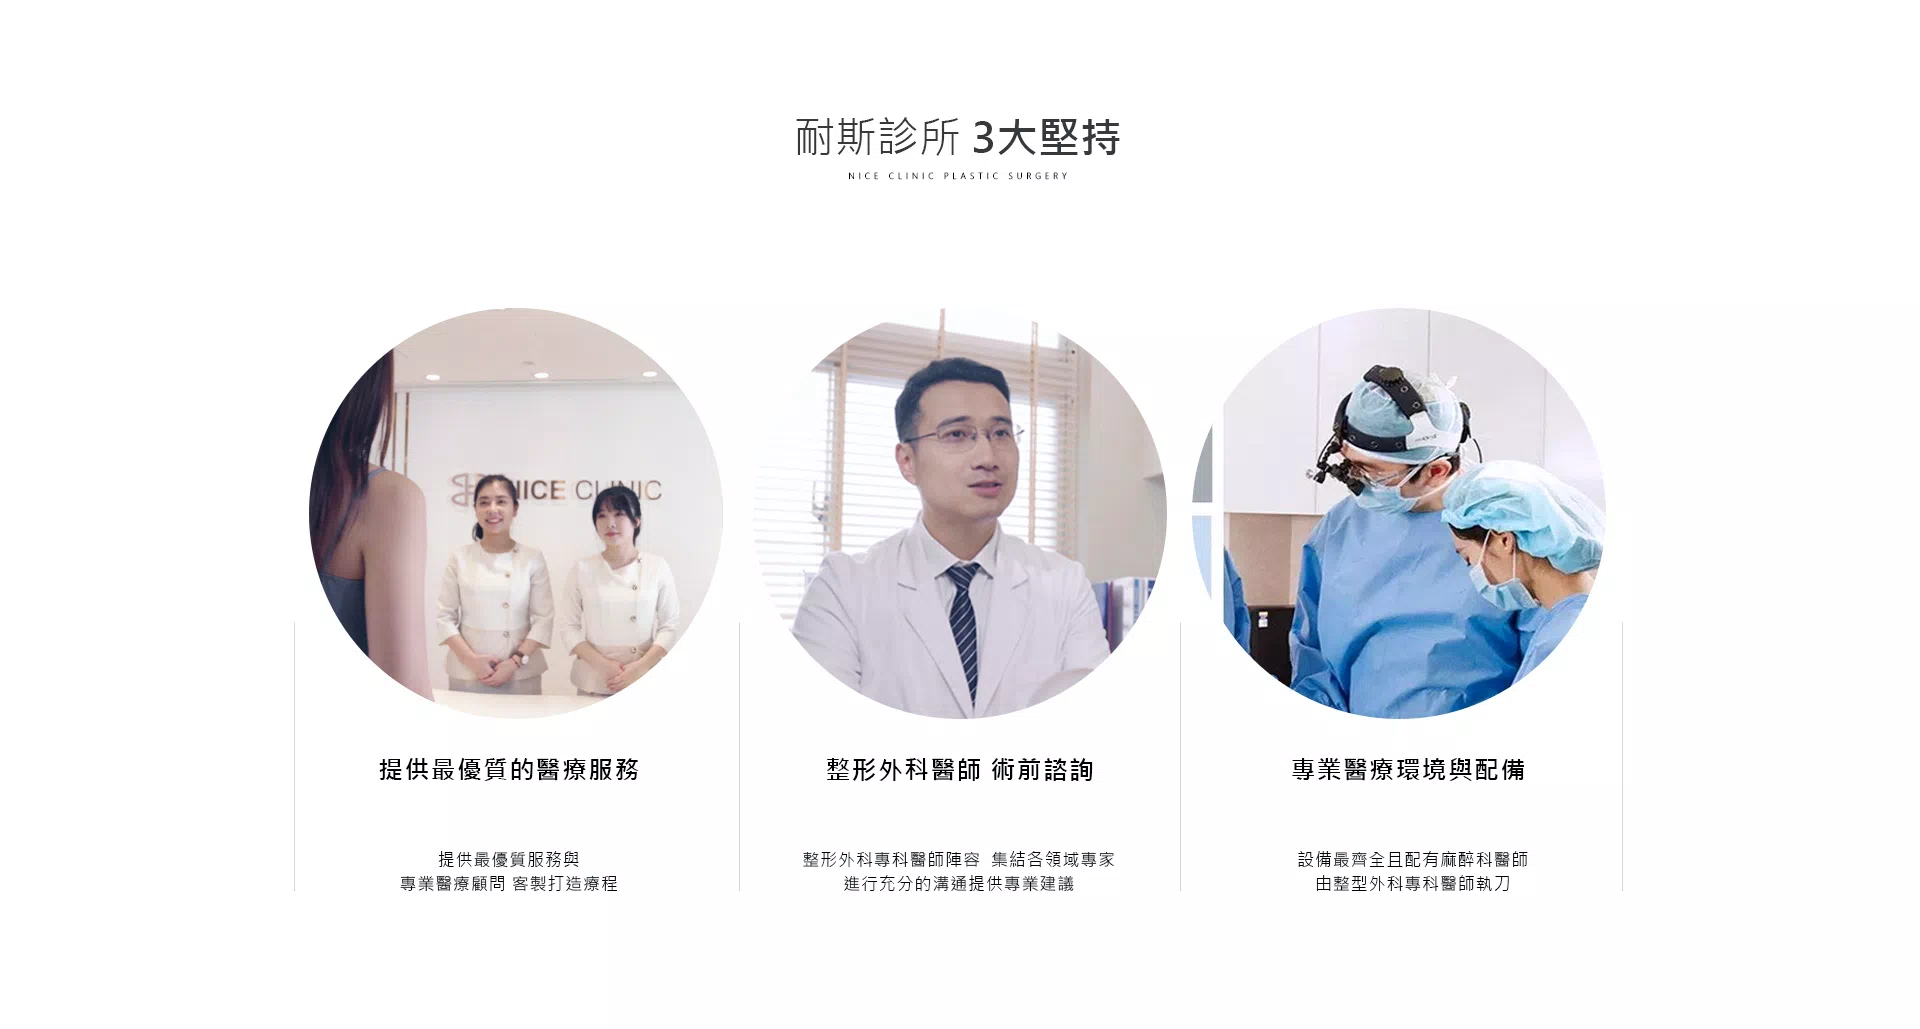 耐斯診所 3大堅持
NICE CLINIC PLASTIC SURGERY
NICE CLINIC
提供最優質的醫療服務
提供最優質服務與
專業醫療顧問 客製打造療程
整形外科醫師 術前諮詢
整形外科專科醫師陣容 集結各領域專家
進行充分的溝通提供專業建議
專業醫療環境與配備
設備最齊全且配有麻醉科醫師
由整型外科專科醫師執刀